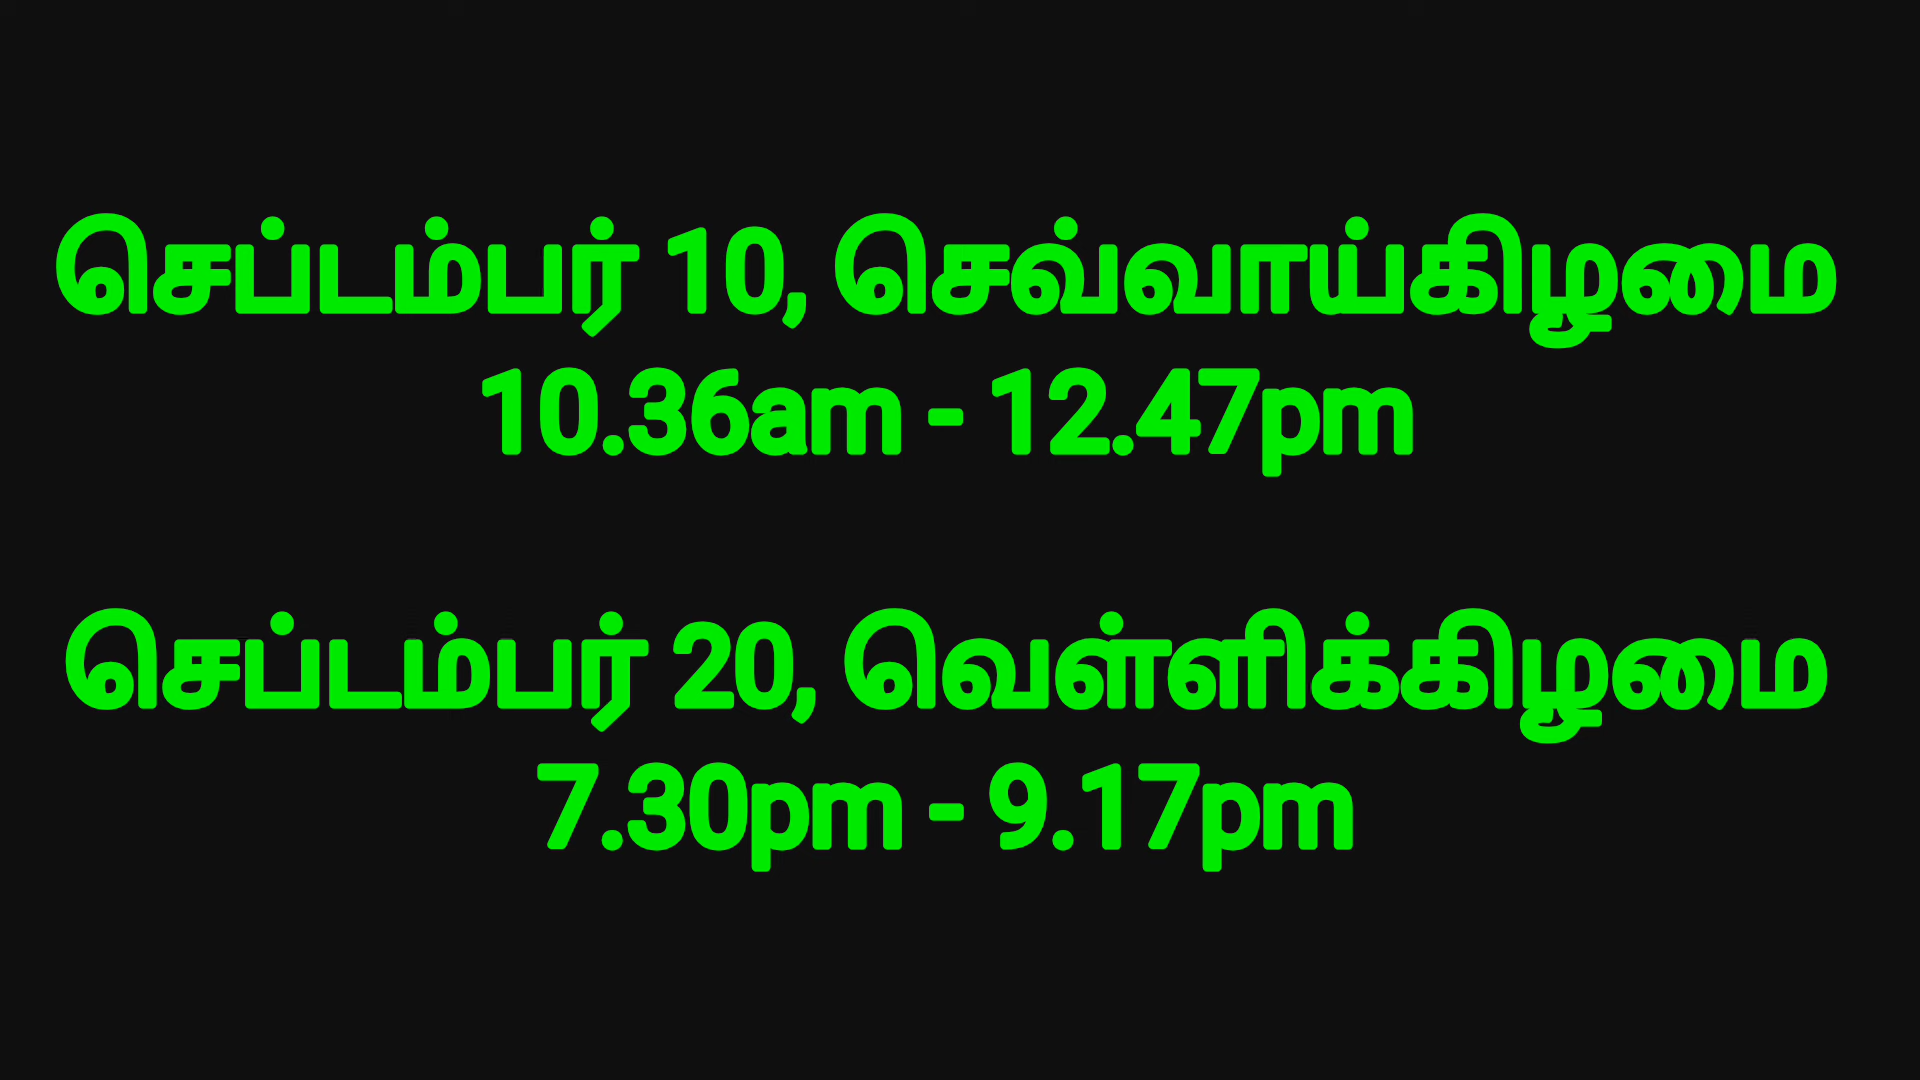 செப்டம்பர் 10, செவ்வாய்கிழமை
10.36am - 12.47pm
செப்டம்பர் 20, வெள்ளிக்கிழமை
7.30pm - 9.17pm